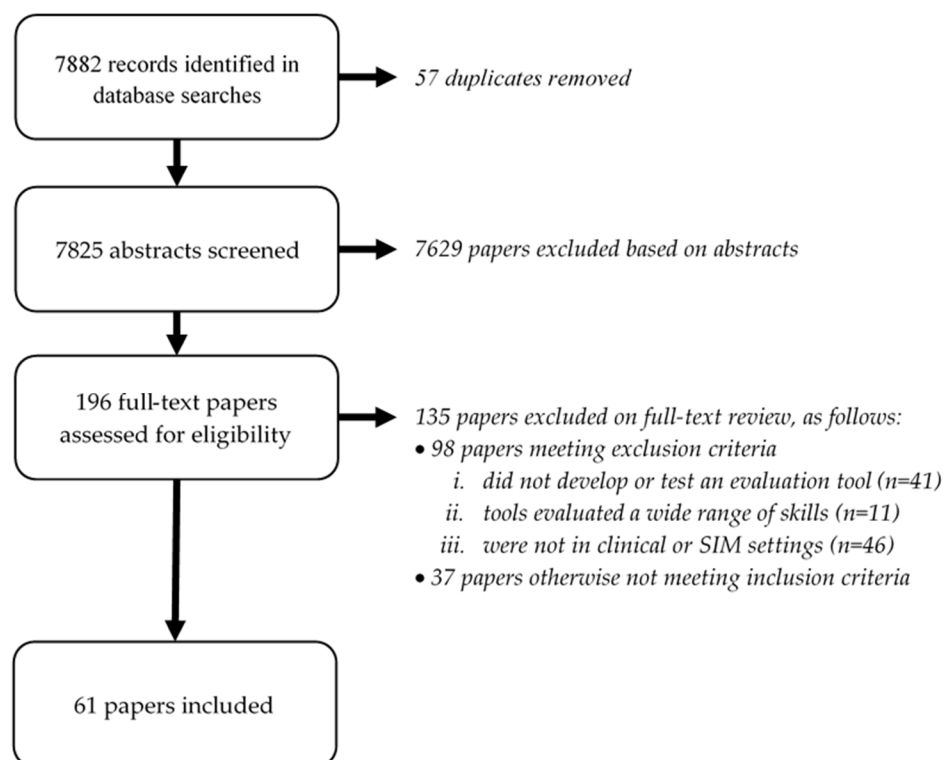 7882 records identified in
database searches
57 duplicates removed
7825 abstracts screened
7629 papers excluded based on abstracts
196 full-text papers
assessed for eligibility
135 papers excluded on full-text review, as follows:
• 98 papers meeting exclusion criteria
i. did not develop or test an evaluation tool (n=41)
ii. tools evaluated a wide range of skills (n=11)
iii. were not in clinical or SIM settings (n=46)
• 37 papers otherwise not meeting inclusion criteria
61 papers included